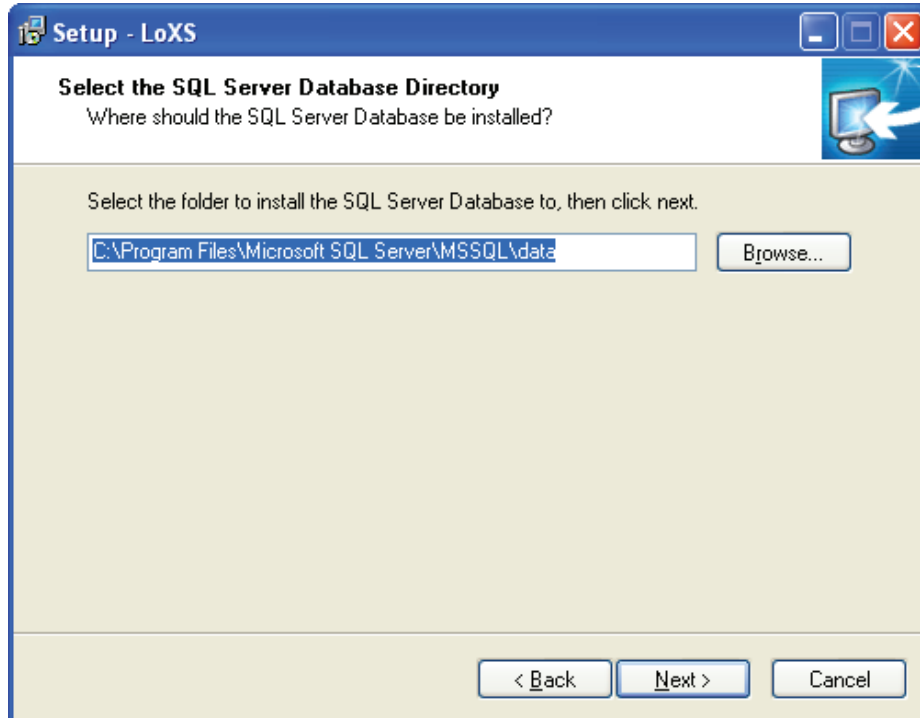 Setup - LoXS
Select the SQL Server Database Directory
Where should the SQL Server Database be installed?
Select the folder to install the SQL Server Database to, then click next.
C:\Program Files\Microsoft SQL Server\MSSQL\data
Browse...
< Back
Next >
Cancel